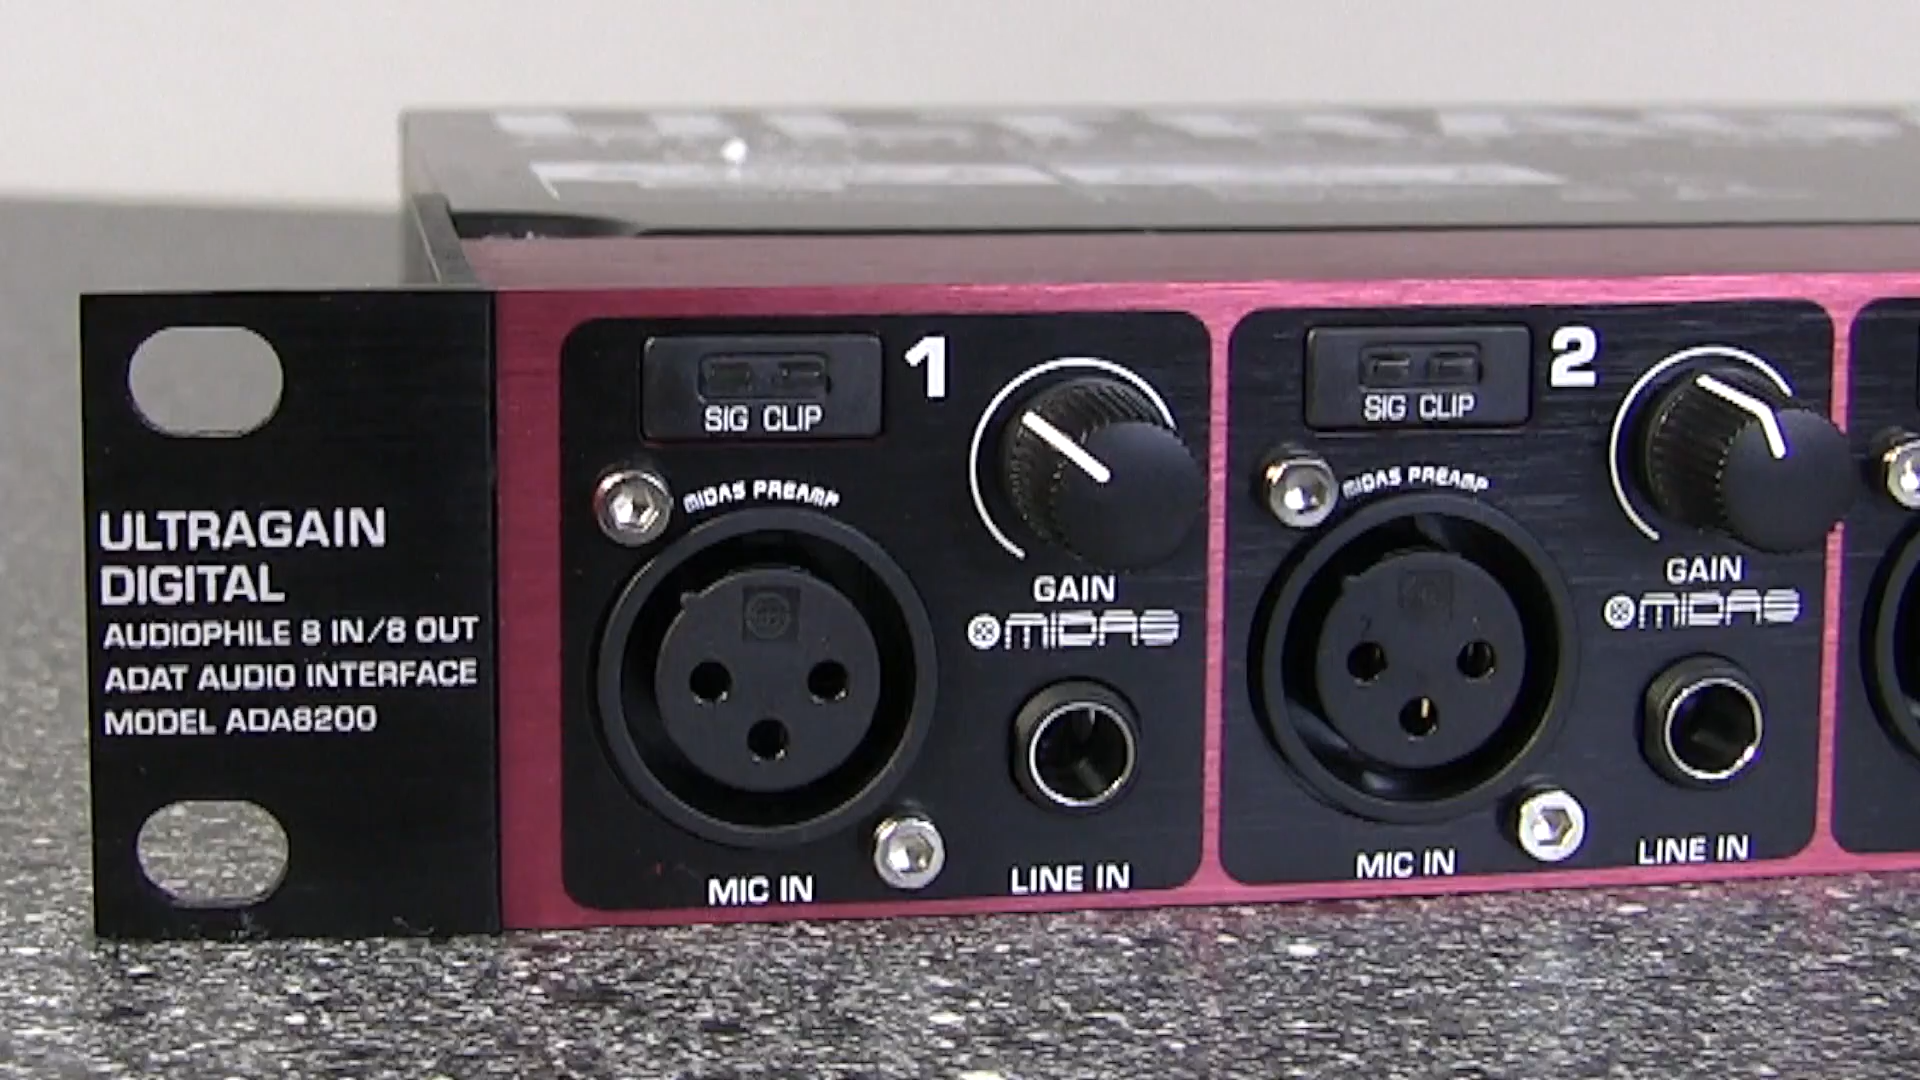 ULTRAGAIN
DIGITAL
AUDIOPHILE 8 IN/8 OUT
ADAT AUDIO INTERFACE
MODEL ADA8200
SIG CLIP
1
MIDAS PREAMP
GAIN
MIDAS
MIC IN
LINE IN
SIG CLIP
2
MIDAS PREAMP
GAIN
MIDAS
MIC IN
LINE IN